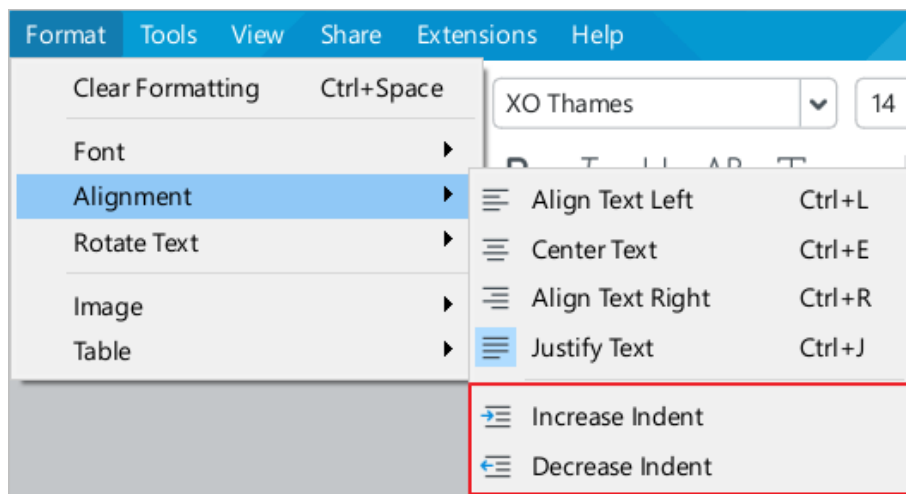 Format Tools View Share Extensions Help
Clear Formatting Ctrl+Space
XO Thames 14
Font
Alignment
Rotate Text
Image
Table
Align Text Left Ctrl+L
Center Text Ctrl+E
Align Text Right Ctrl+R
Justify Text Ctrl+J
Increase Indent
Decrease Indent